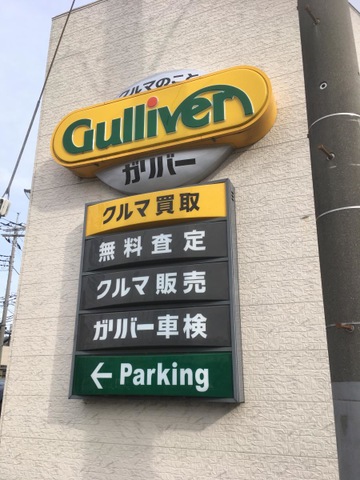 クルマのこと
Gulliver
ガリバー
クルマ買取
無料査定
クルマ販売
ガリバー車検
← Parking